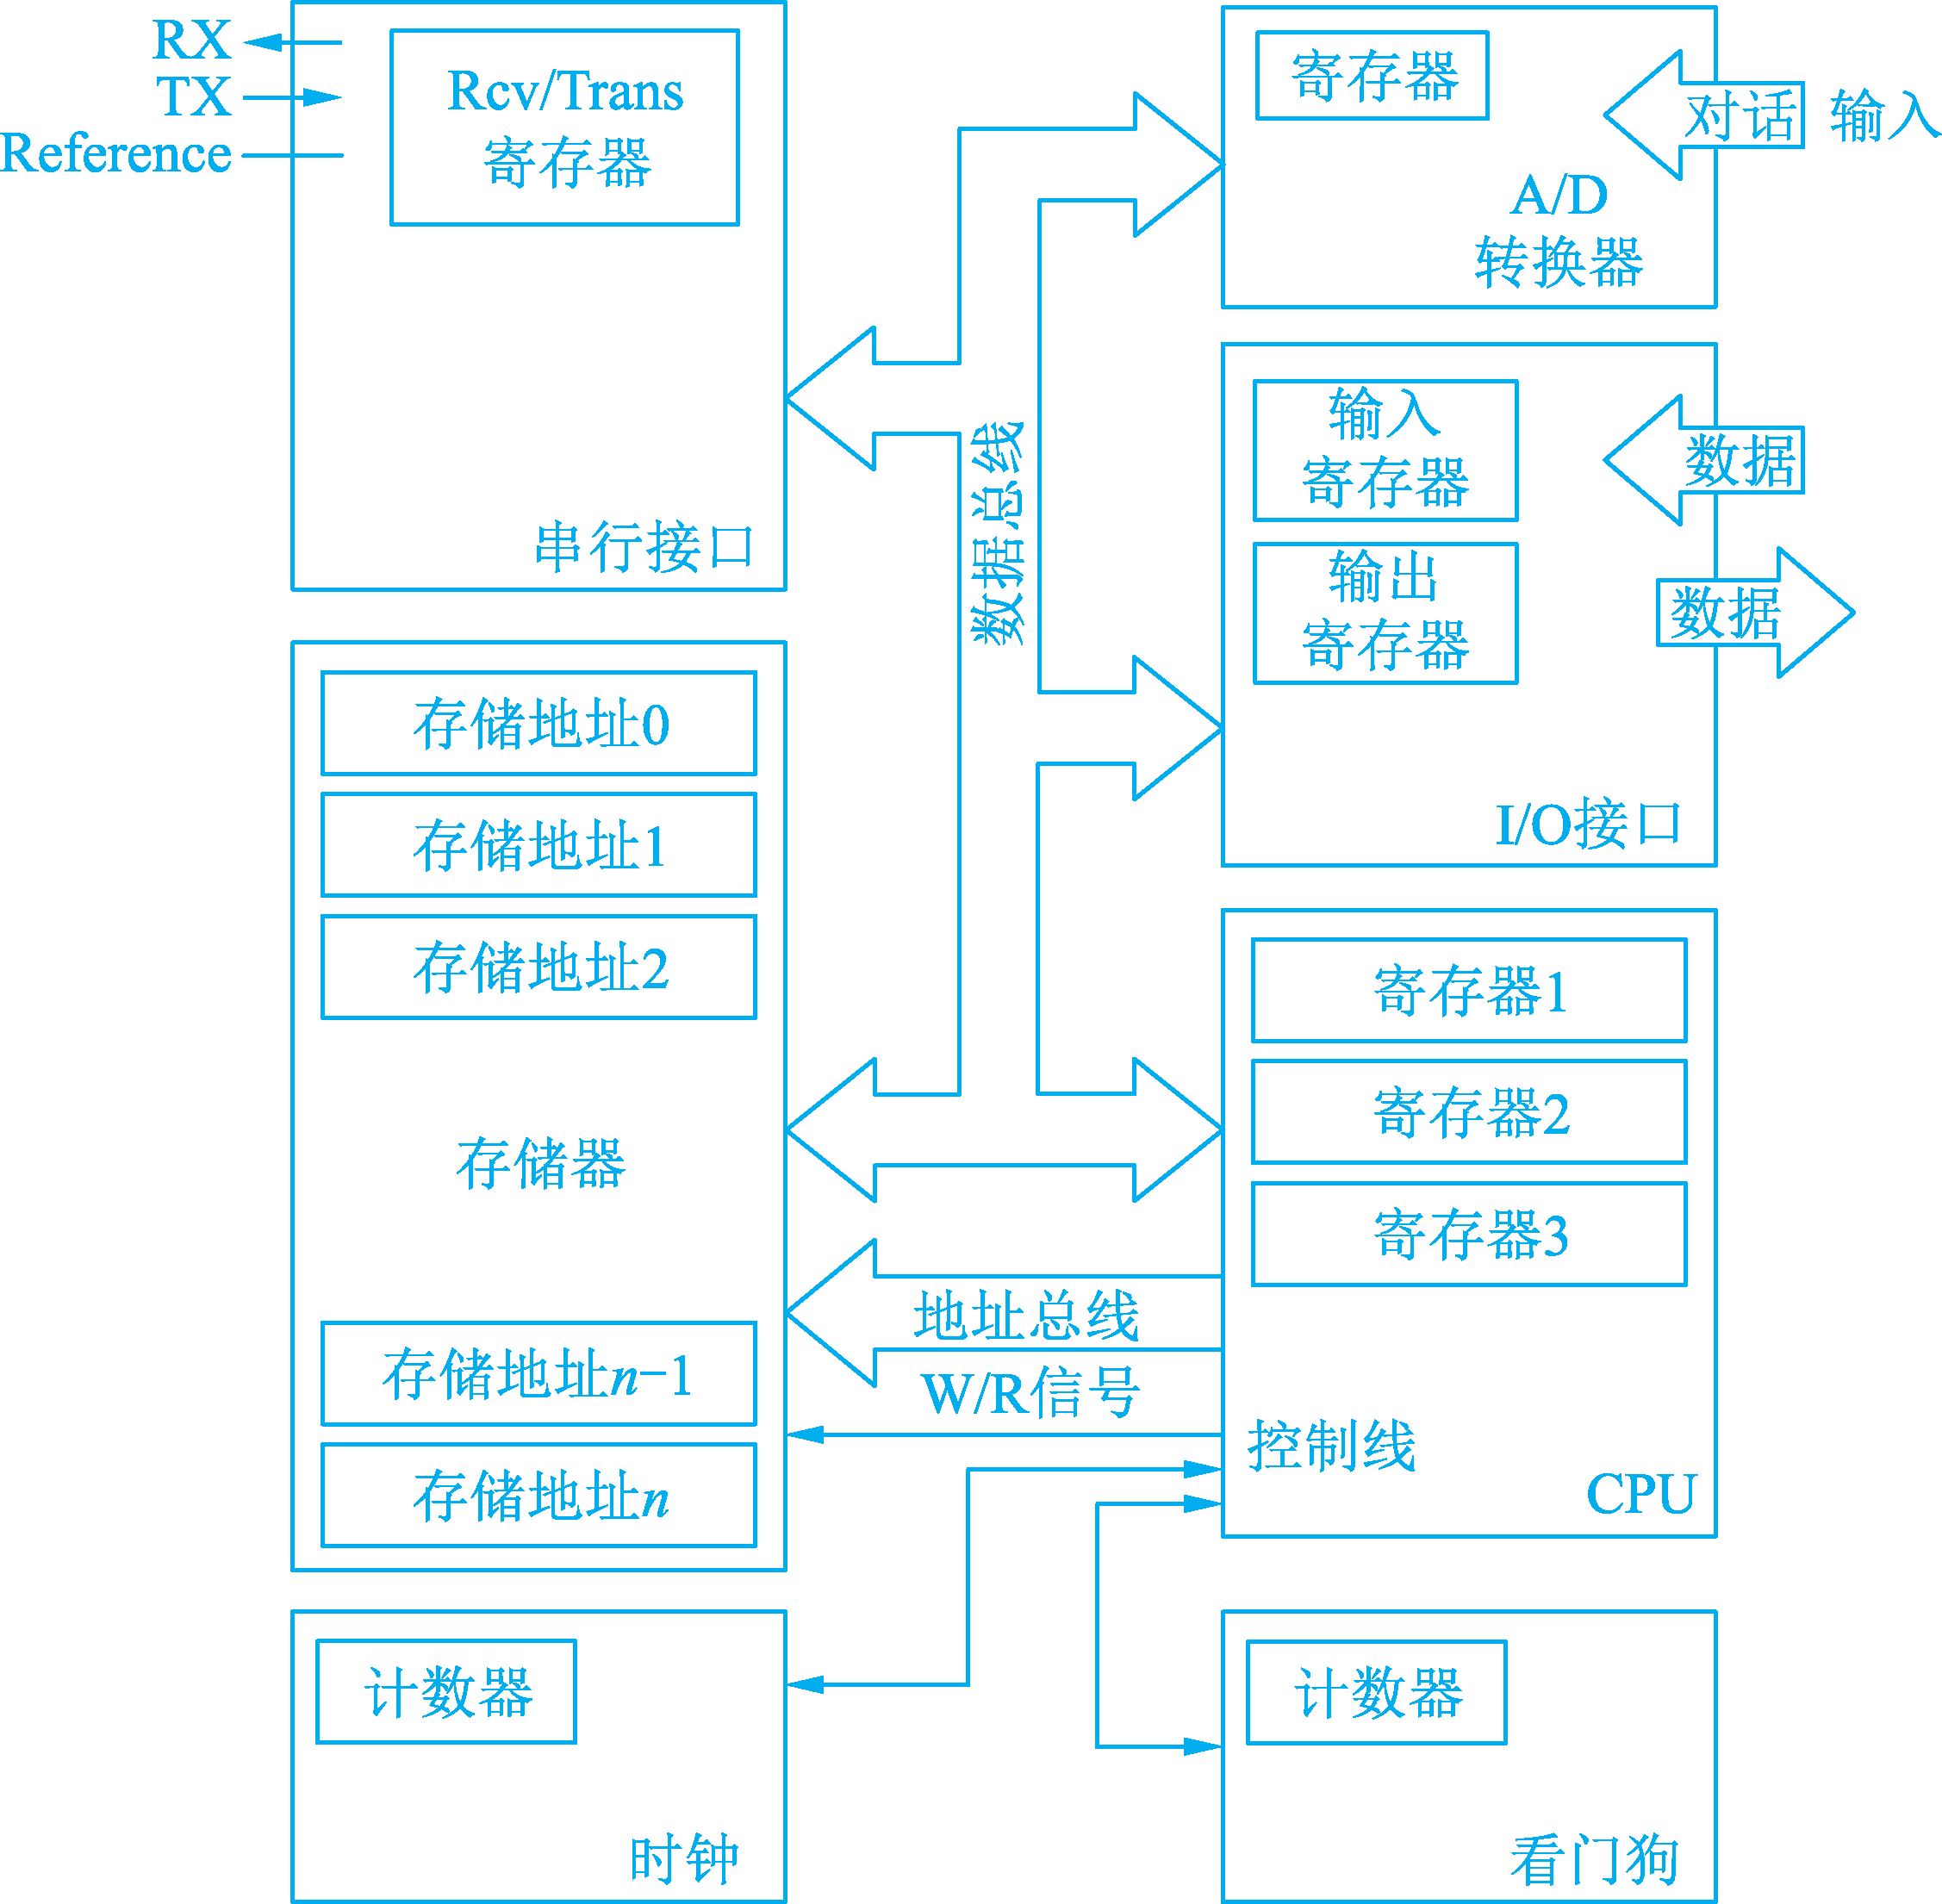 RX
TX
Reference
Rcv/Trans
寄存器
串行接口
寄存器
对话 输入
A/D
转换器
数据总线
输入
寄存器
数据
输出
寄存器
数据
I/O接口
存储地址0
存储地址1
存储地址2
存储器
存储地址n-1
存储地址n
寄存器1
寄存器2
寄存器3
地址总线
W/R信号
控制线
CPU
计数器
时钟
计数器
看门狗